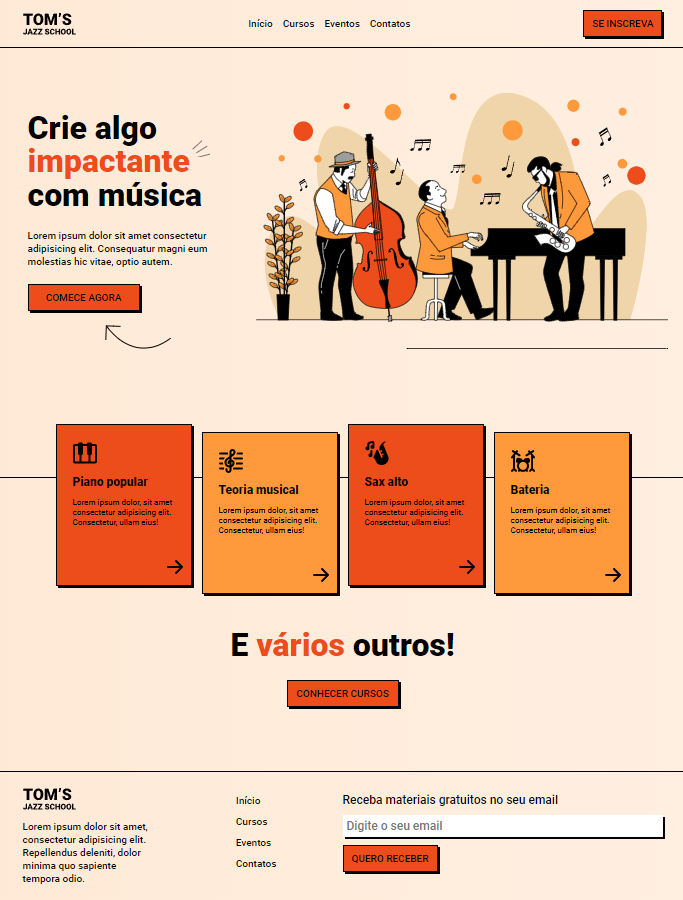 TOM'S
JAZZ SCHOOL
Início Cursos Eventos Contatos
SE INSCREVA
Crie algo
impactante
com música
Lorem ipsum dolor sit amet consectetur
adipisicing elit. Consequatur magni eum
molestias hic vitae, optio autem.
COMECE AGORA
Piano popular
Lorem ipsum dolor, sit amet
consectetur adipisicing elit.
Consectetur, ullam eius!
Teoria musical
Lorem ipsum dolor, sit amet
consectetur adipisicing elit.
Consectetur, ullam eius!
Sax alto
Lorem ipsum dolor, sit amet
consectetur adipisicing elit.
Consectetur, ullam eius!
Bateria
Lorem ipsum dolor, sit amet
consectetur adipisicing elit.
Consectetur, ullam eius!
E vários outros!
CONHECER CURSOS
TOM'S
JAZZ SCHOOL
Lorem ipsum dolor sit amet,
consectetur adipisicing elit.
Repellendus deleniti, dolor
minima quo sapiente
tempora odio.
Início
Cursos
Eventos
Contatos
Receba materiais gratuitos no seu email
Digite o seu email
QUERO RECEBER